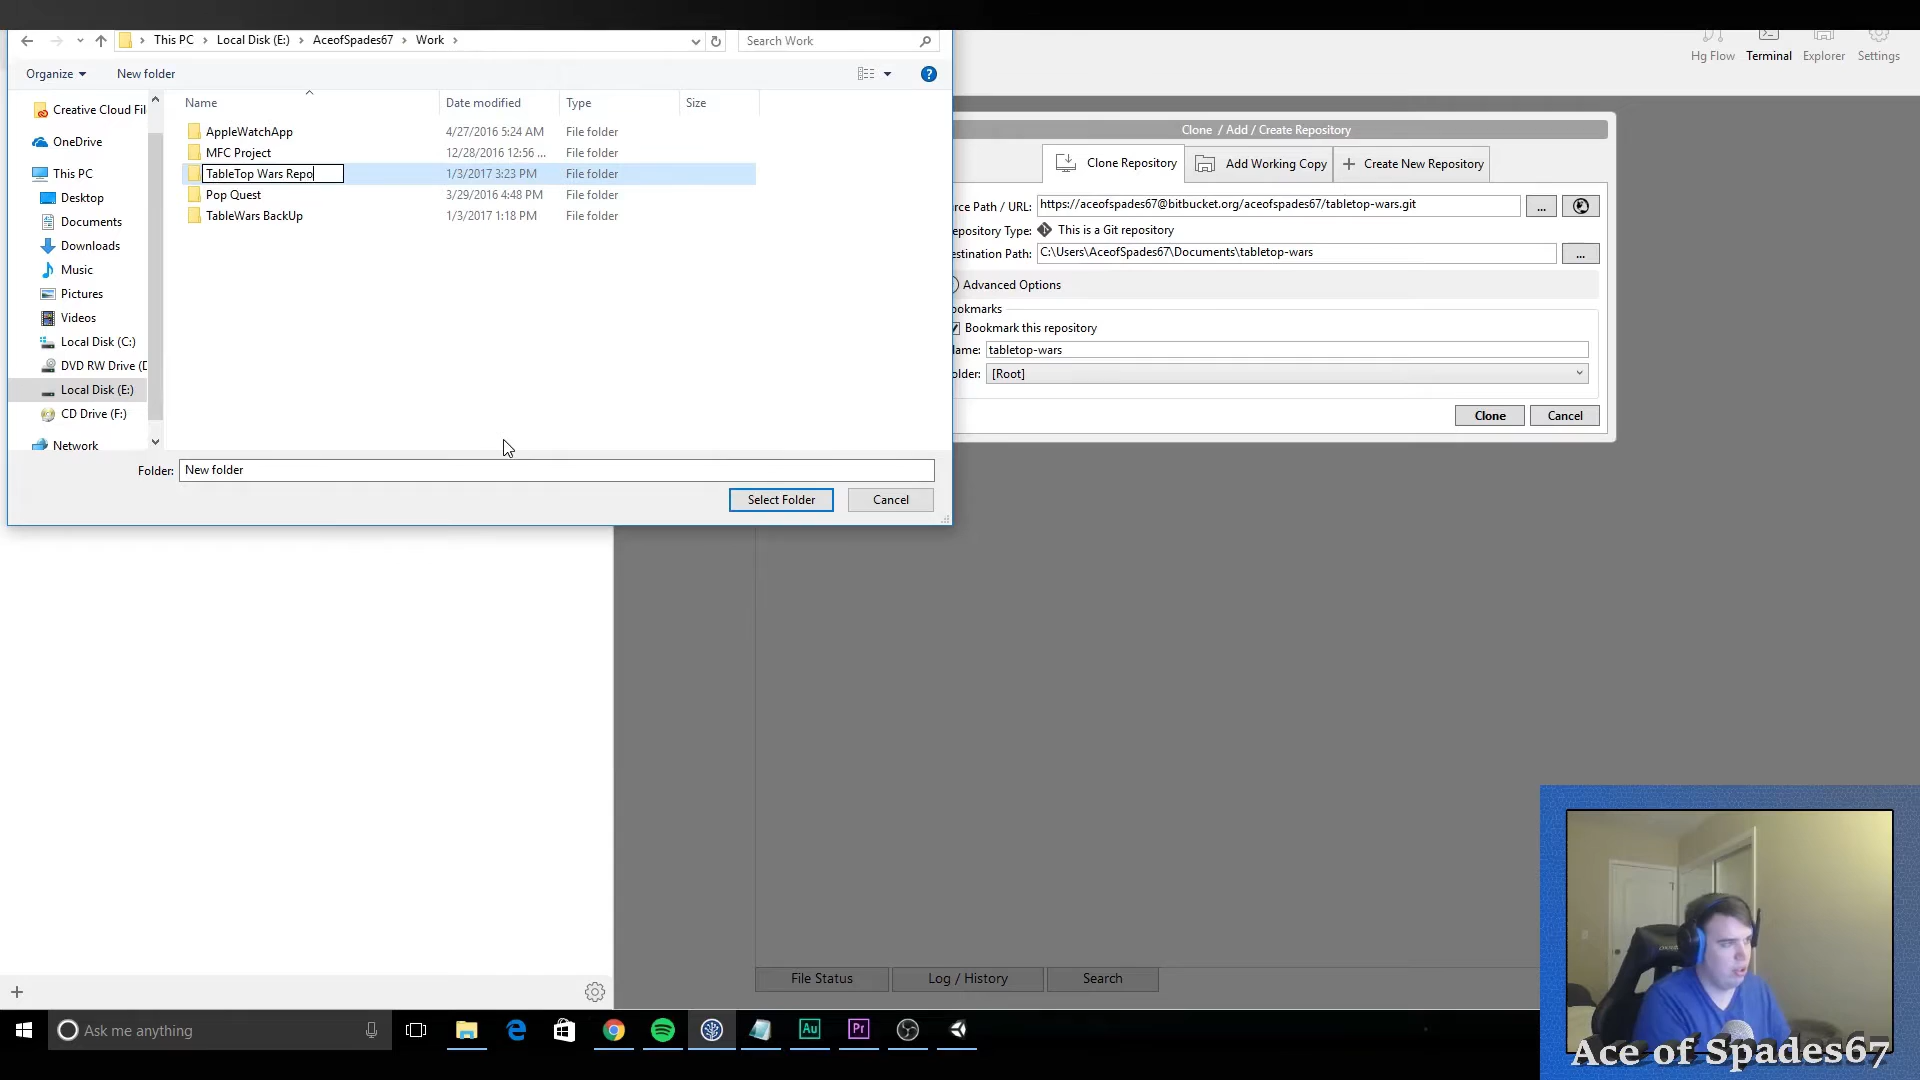 This PC > Local Disk (E:) > AceofSpades67 > Work >
Search Work
Organize
New folder
Name
Date modified
Type
Size
Creative Cloud Fil
OneDrive
This PC
Desktop
Documents
Downloads
Music
Pictures
Videos
Local Disk (C:)
DVD RW Drive (D
Local Disk (E:)
CD Drive (F:)
Network
AppleWatchApp 4/27/2016 5:24 AM File folder
MFC Project 12/28/2016 12:56 ... File folder
TableTop Wars Repo 1/3/2017 3:23 PM File folder
Pop Quest 3/29/2016 4:48 PM File folder
TableWars BackUp 1/3/2017 1:18 PM File folder
Folder: New folder
Select Folder
Cancel
Hg Flow
Terminal
Explorer
Settings
Clone / Add / Create Repository
Clone Repository
Add Working Copy
Create New Repository
rce Path / URL: https://aceofspades67@bitbucket.org/aceofspades67/tabletop-wars.git
...
epository Type: This is a Git repository
estination Path: C:\Users\AceofSpades67\Documents\tabletop-wars
...
Advanced Options
ookmarks
Bookmark this repository
ame: tabletop-wars
older: [Root]
Clone
Cancel
File Status
Log / History
Search
Ask me anything
Au
Pr
Ace of Spades67